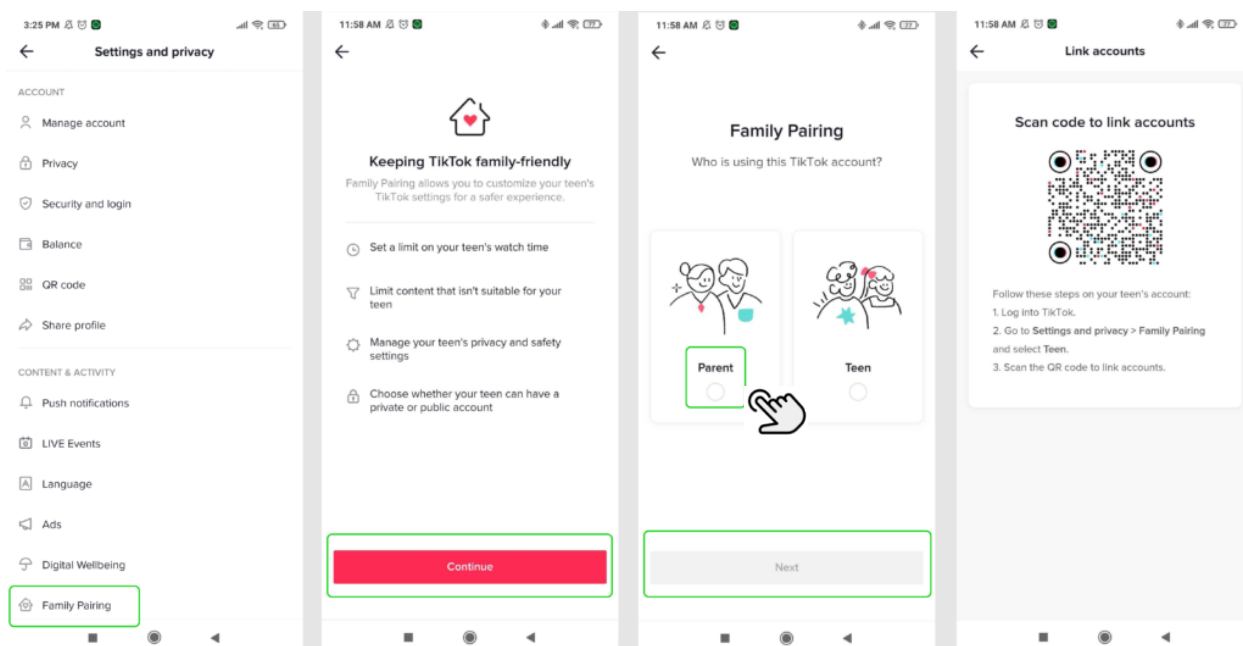 3:25 PM
65
Settings and privacy
ACCOUNT
Manage account
Privacy
Security and login
Balance
QR code
Share profile
CONTENT & ACTIVITY
Push notifications
LIVE Events
Language
Ads
Digital Wellbeing
Family Pairing
11:58 AM
77
Keeping TikTok family-friendly
Family Pairing allows you to customize your teen's
TikTok settings for a safer experience.
Set a limit on your teen's watch time
Limit content that isn't suitable for your
teen
Manage your teen's privacy and safety
settings
Choose whether your teen can have a
private or public account
Continue
11:58 AM
77
Family Pairing
Who is using this TikTok account?
Parent
Teen
Next
11:58 AM
77
Link accounts
Scan code to link accounts
Follow these steps on your teen's account:
1. Log into TikTok.
2. Go to Settings and privacy > Family Pairing
and select Teen.
3. Scan the QR code to link accounts.